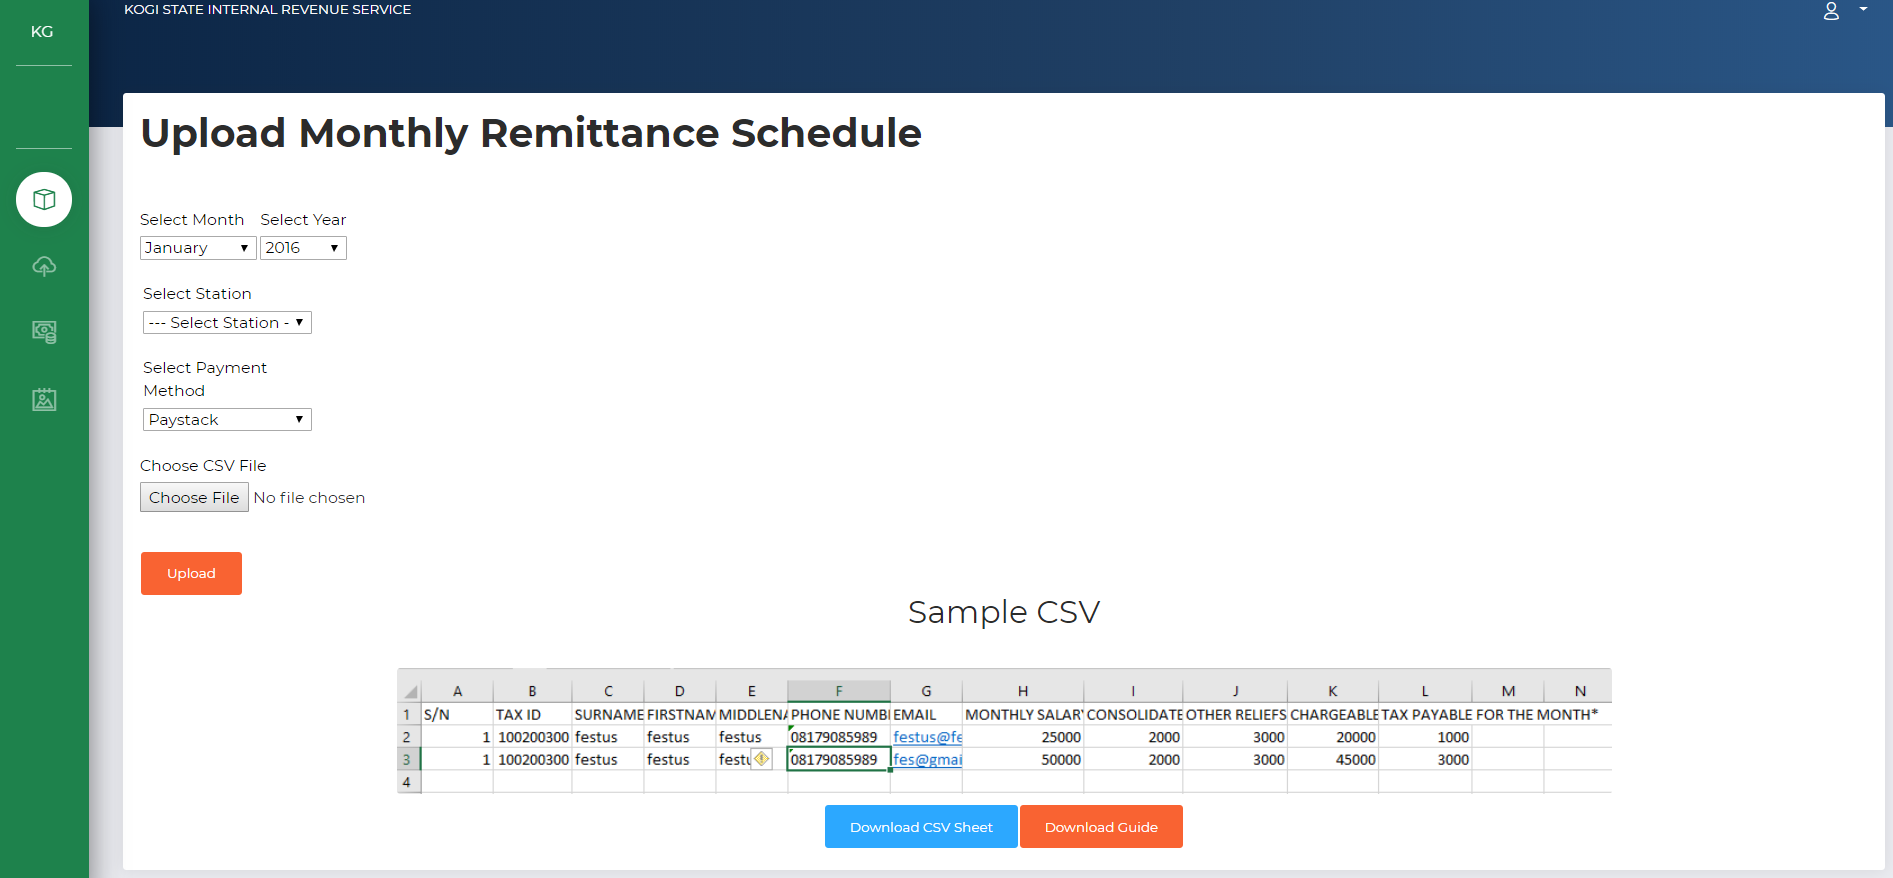 KOGI STATE INTERNAL REVENUE SERVICE
KG
Upload Monthly Remittance Schedule
Select Month Select Year
January 2016
Select Station
--- Select Station -
Select Payment
Method
Paystack
Choose CSV File
Choose File No file chosen
Upload
Sample CSV
A B C D E F G H I J K L M N
1 S/N TAX ID SURNAME FIRSTNAM MIDDLENA PHONE NUMB EMAIL MONTHLY SALAR CONSOLIDATE OTHER RELIEFS CHARGEABLE TAX PAYABLE FOR THE MONTH*
2 1 100200300 festus festus festus 08179085989 festus@fe 25000 2000 3000 20000 1000
3 1 100200300 festus festus festu 08179085989 fes@gmai 50000 2000 3000 45000 3000
4
Download CSV Sheet Download Guide